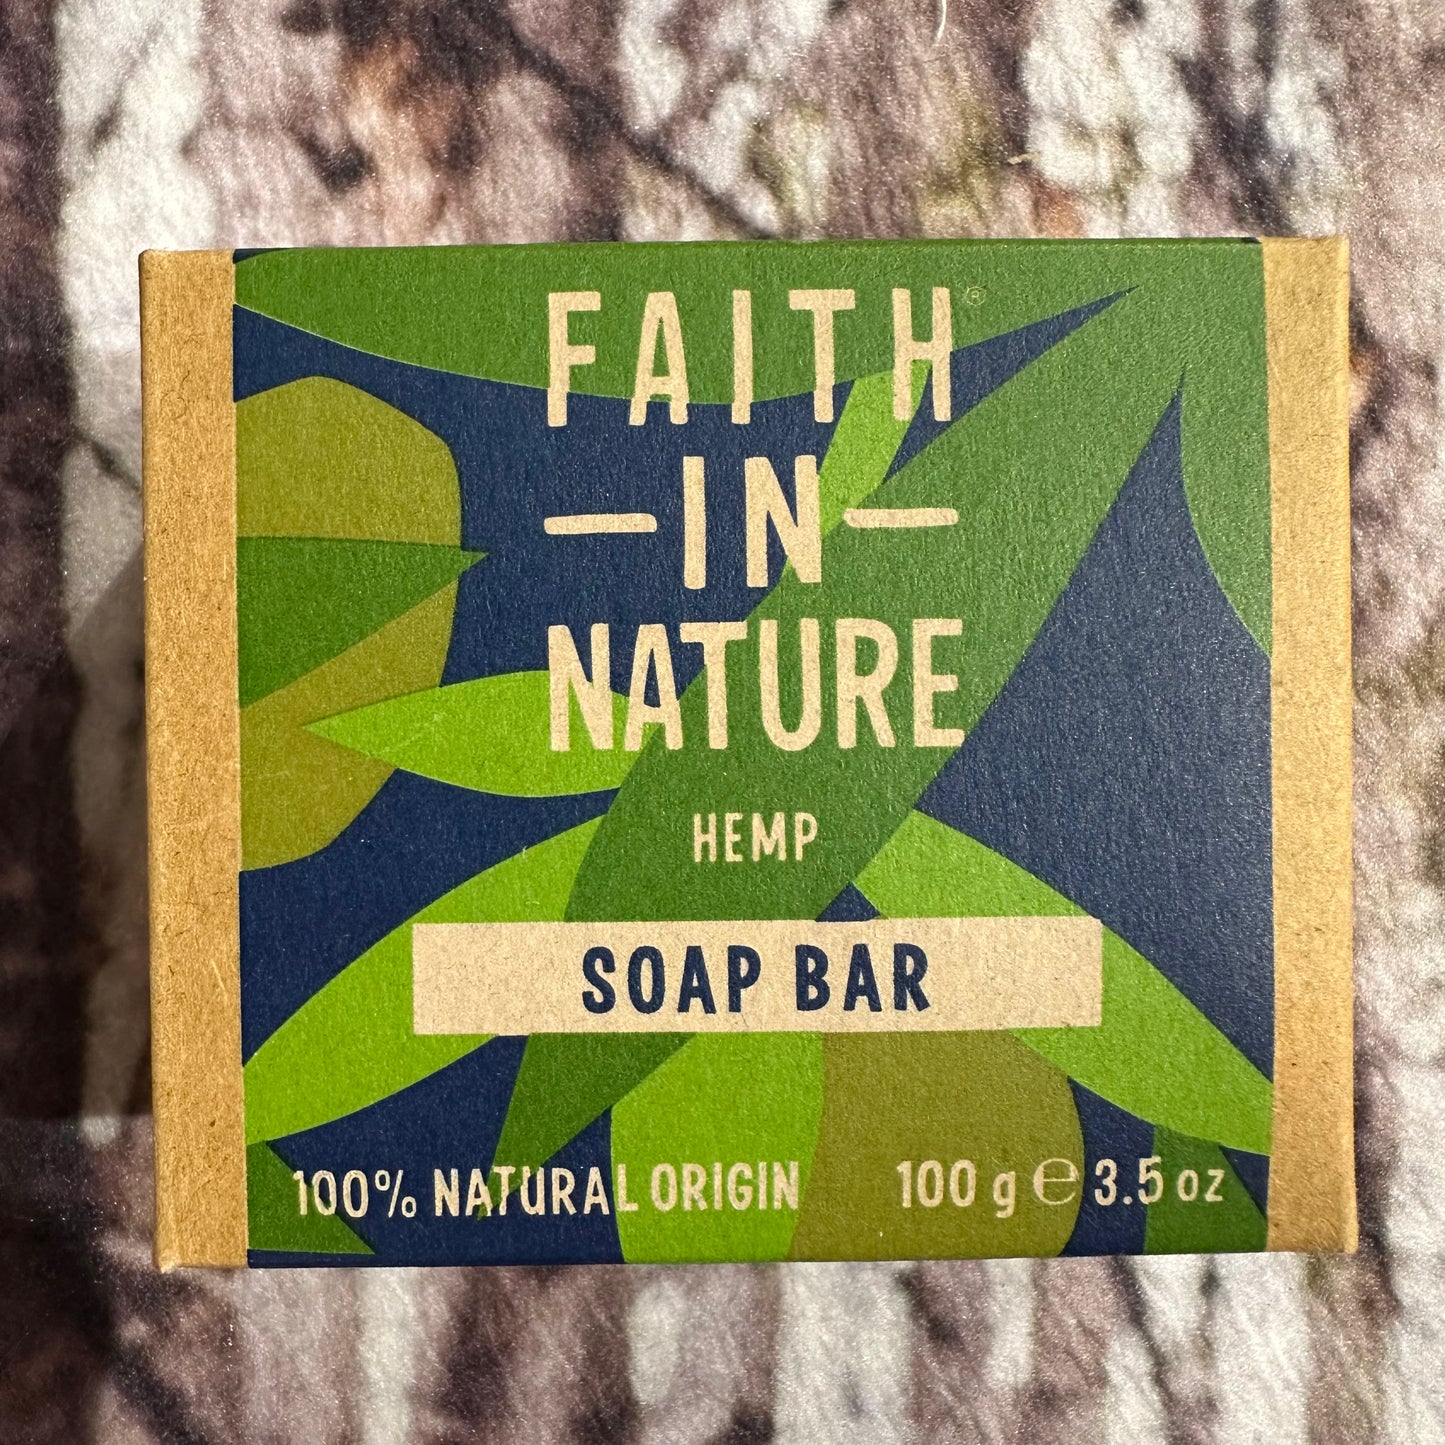 FAITH®
—IN—
NATURE
HEMP
SOAP BAR
100% NATURAL ORIGIN 100 g ℮ 3.5 oz